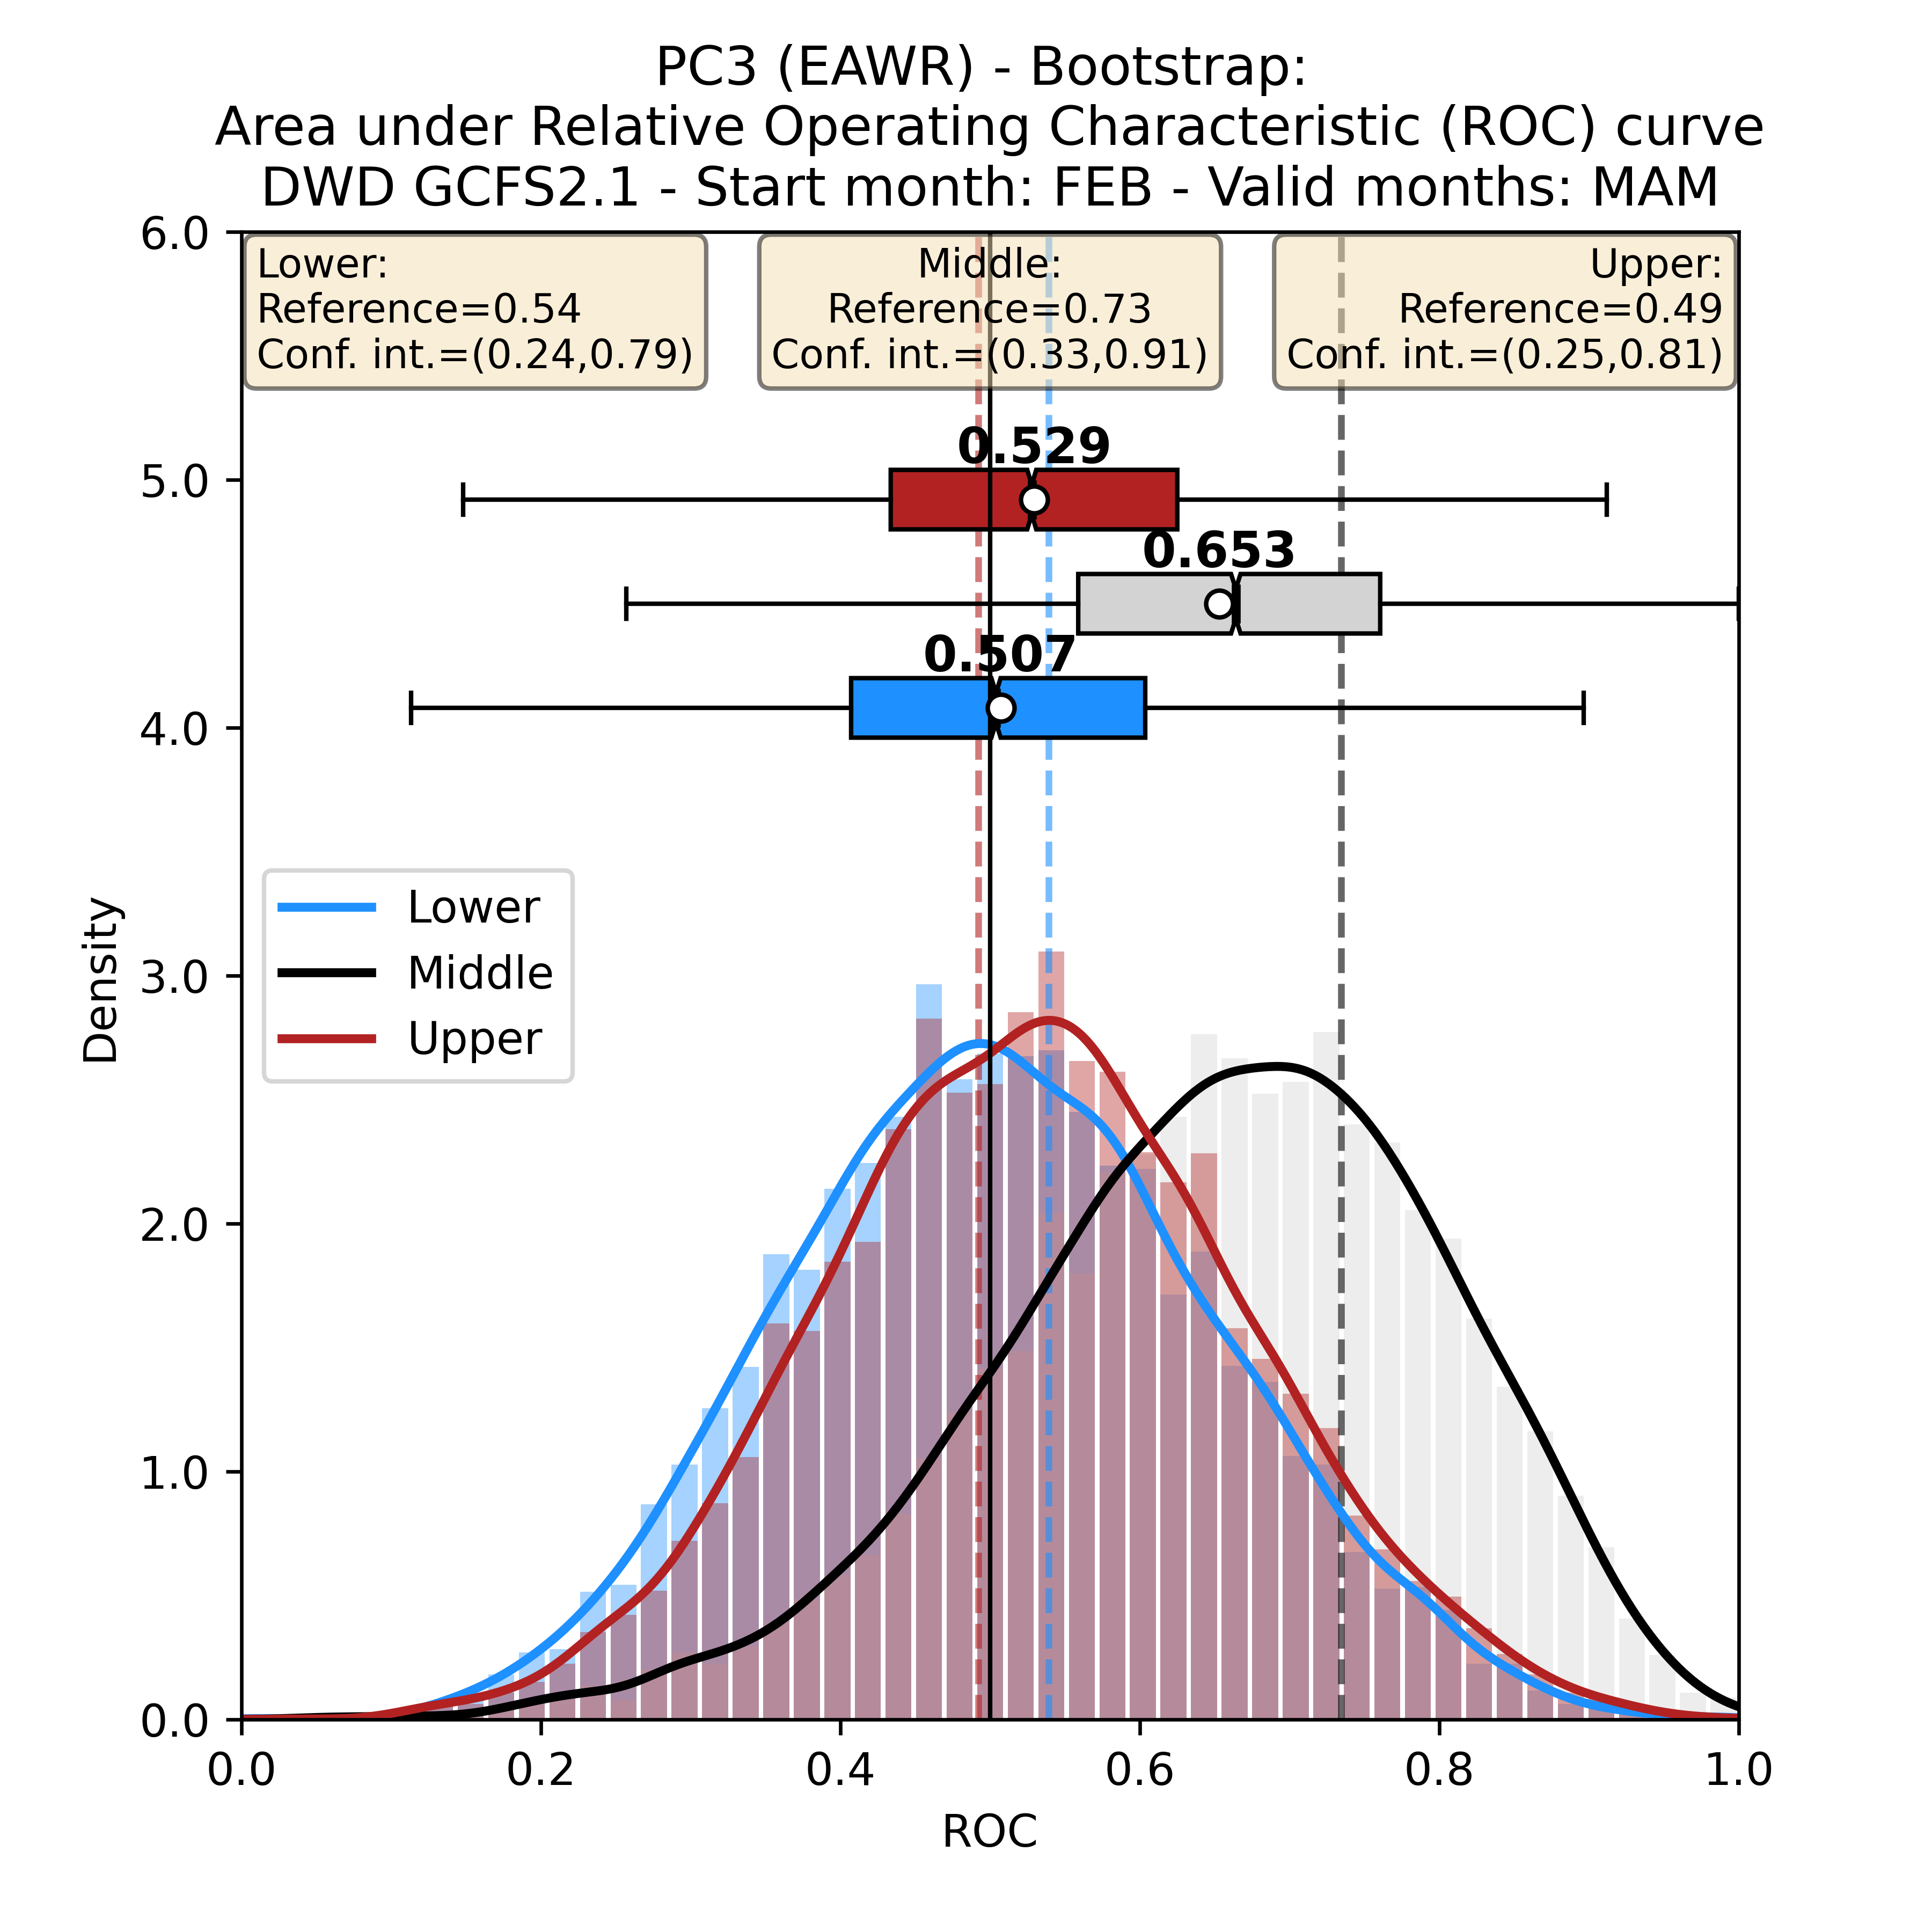 PC3 (EAWR) - Bootstrap:
Area under Relative Operating Characteristic (ROC) curve
DWD GCFS2.1 - Start month: FEB - Valid months: MAM
6.0
5.0
4.0
3.0
2.0
1.0
0.0
Density
Lower:
Reference=0.54
Conf. int.=(0.24,0.79)
Middle:
Reference=0.73
Conf. int.=(0.33,0.91)
Upper:
Reference=0.49
Conf. int.=(0.25,0.81)
0.529
0.653
0.507
Lower
Middle
Upper
0.0
0.2
0.4
0.6
0.8
1.0
ROC